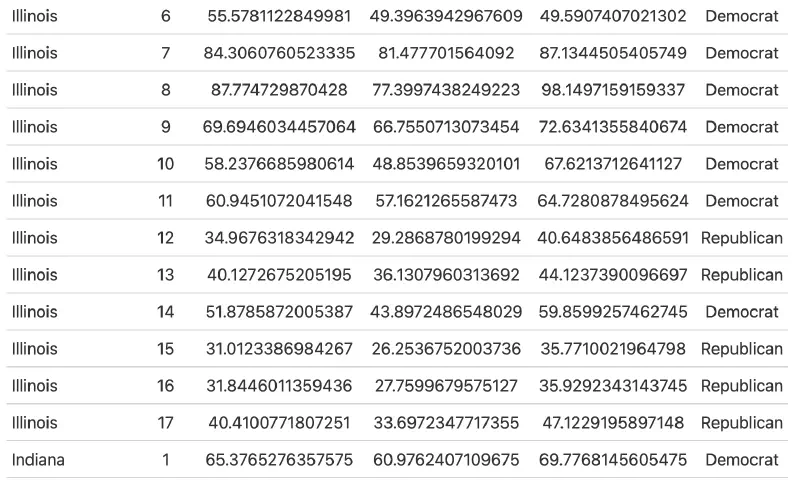 Illinois 6 55.5781122849981 49.3963942967609 49.5907407021302 Democrat
Illinois 7 84.3060760523335 81.477701564092 87.1344505405749 Democrat
Illinois 8 87.774729870428 77.3997438249223 98.1497159159337 Democrat
Illinois 9 69.6946034457064 66.7550713073454 72.6341355840674 Democrat
Illinois 10 58.2376685980614 48.8539659320101 67.6213712641127 Democrat
Illinois 11 60.9451072041548 57.1621265587473 64.7280878495624 Democrat
Illinois 12 34.9676318342942 29.2868780199294 40.6483856486591 Republican
Illinois 13 40.1272675205195 36.1307960313692 44.1237390096697 Republican
Illinois 14 51.8785872005387 43.8972486548029 59.8599257462745 Democrat
Illinois 15 31.0123386984267 26.2536752003736 35.7710021964798 Republican
Illinois 16 31.8446011359436 27.7599679575127 35.9292343143745 Republican
Illinois 17 40.4100771807251 33.6972347717355 47.1229195897148 Republican
Indiana 1 65.3765276357575 60.9762407109675 69.7768145605475 Democrat